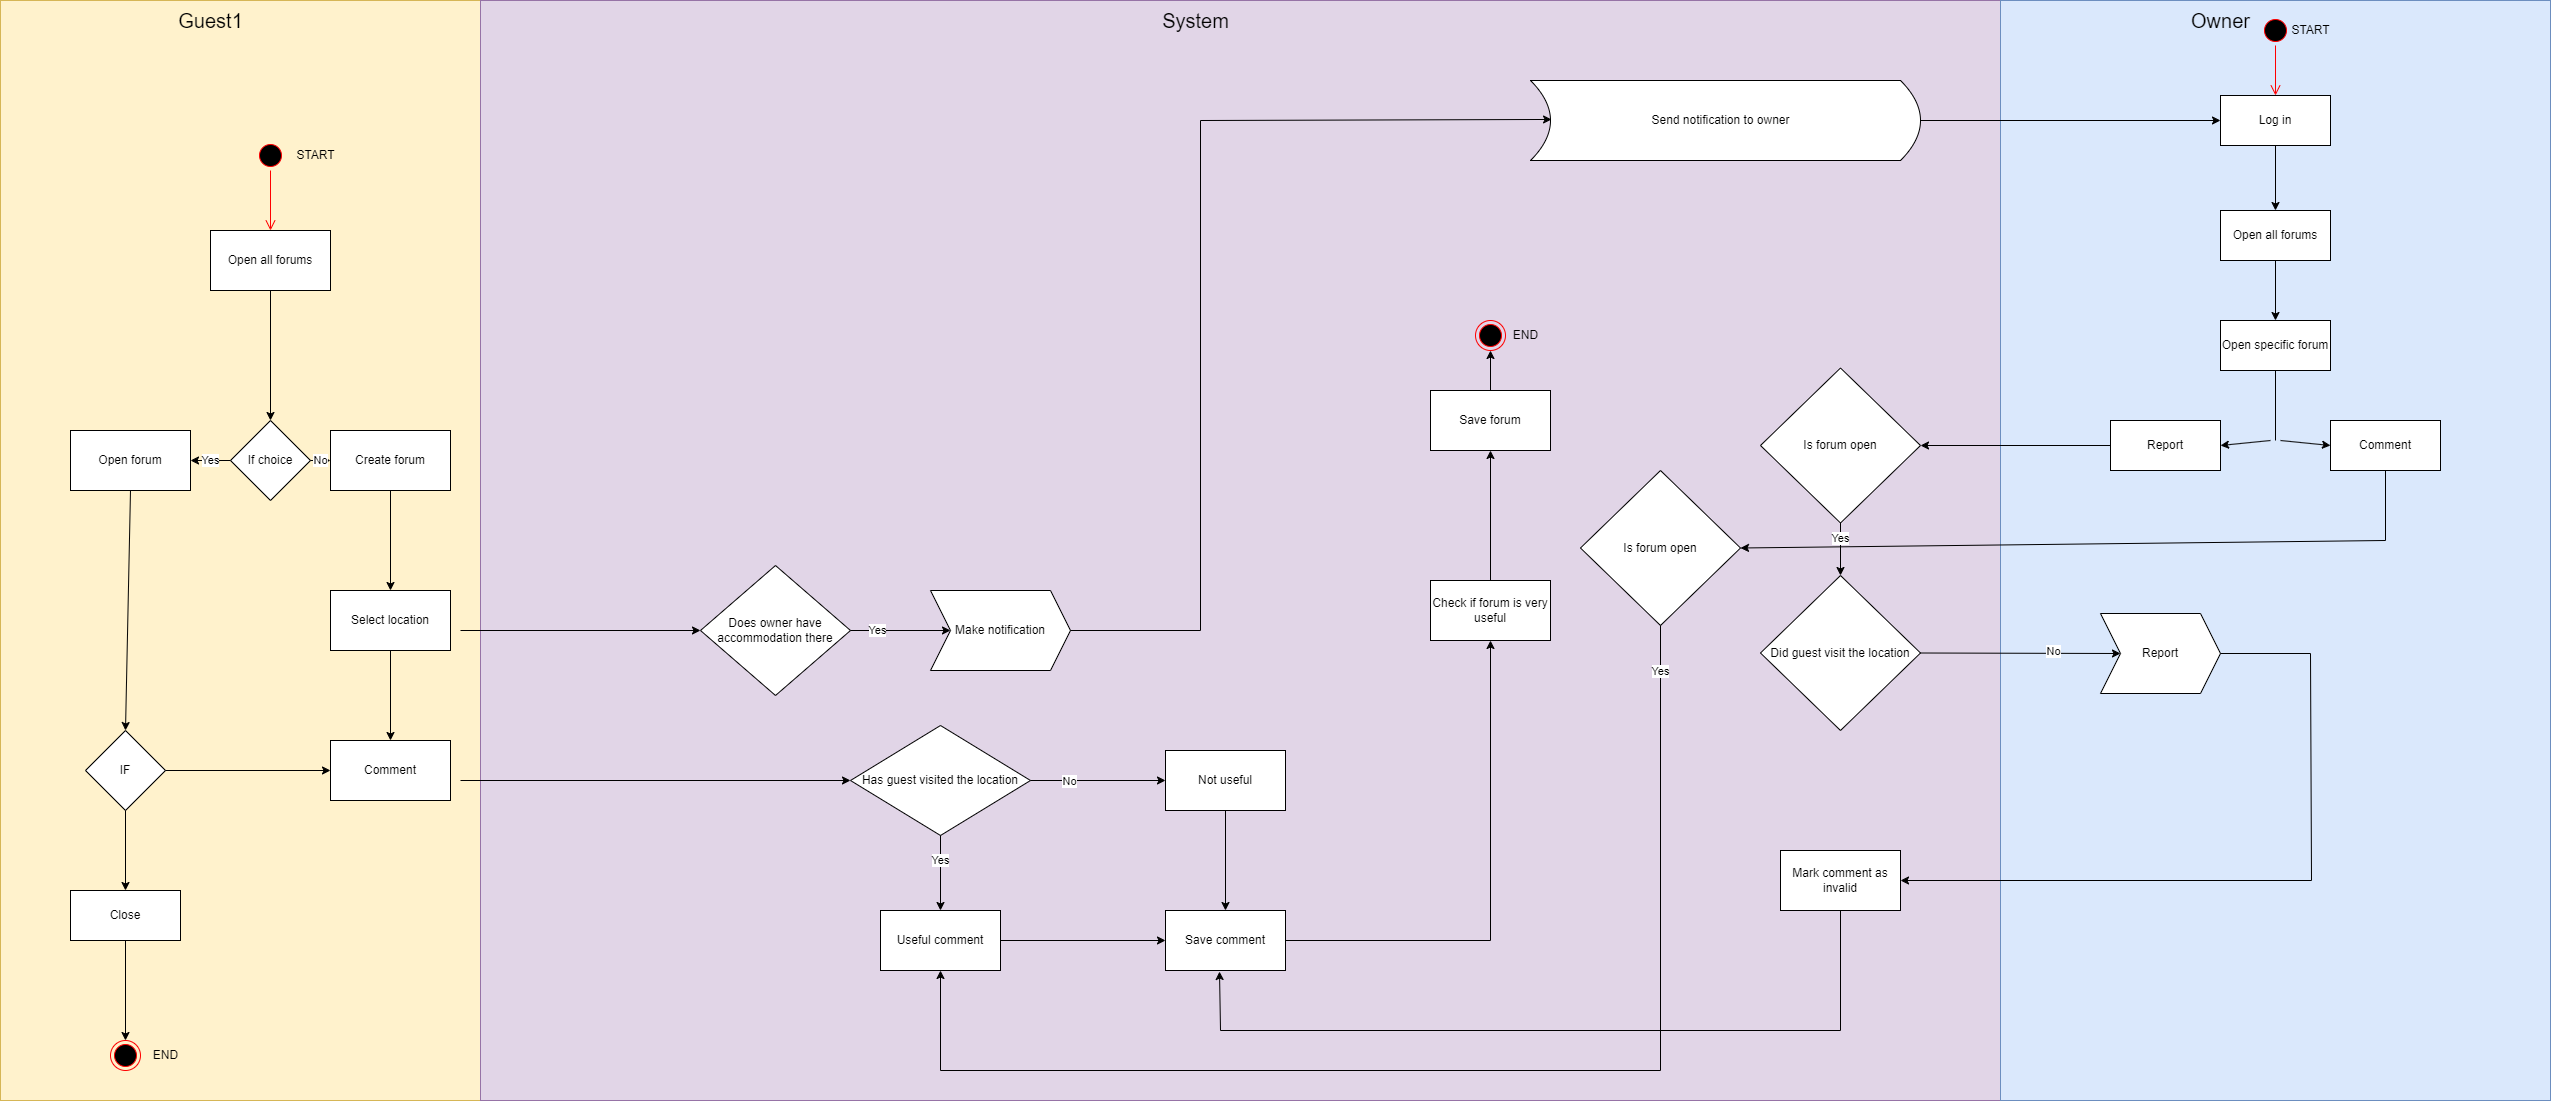 Guest1
System
Owner
START
Send notification to owner
Log in
START
Open all forums
Open all forums
END
Open specific forum
Save forum
Is forum open
Report
Comment
Open forum
Yes
If choice
No
Create forum
Yes
Is forum open
Check if forum is very
useful
Select location
Does owner have
accommodation there
Yes
Make notification
Yes
Did guest visit the location
No
Report
IF
Comment
Has guest visited the location
No
Not useful
Yes
Mark comment as
invalid
Close
Useful comment
Save comment
END